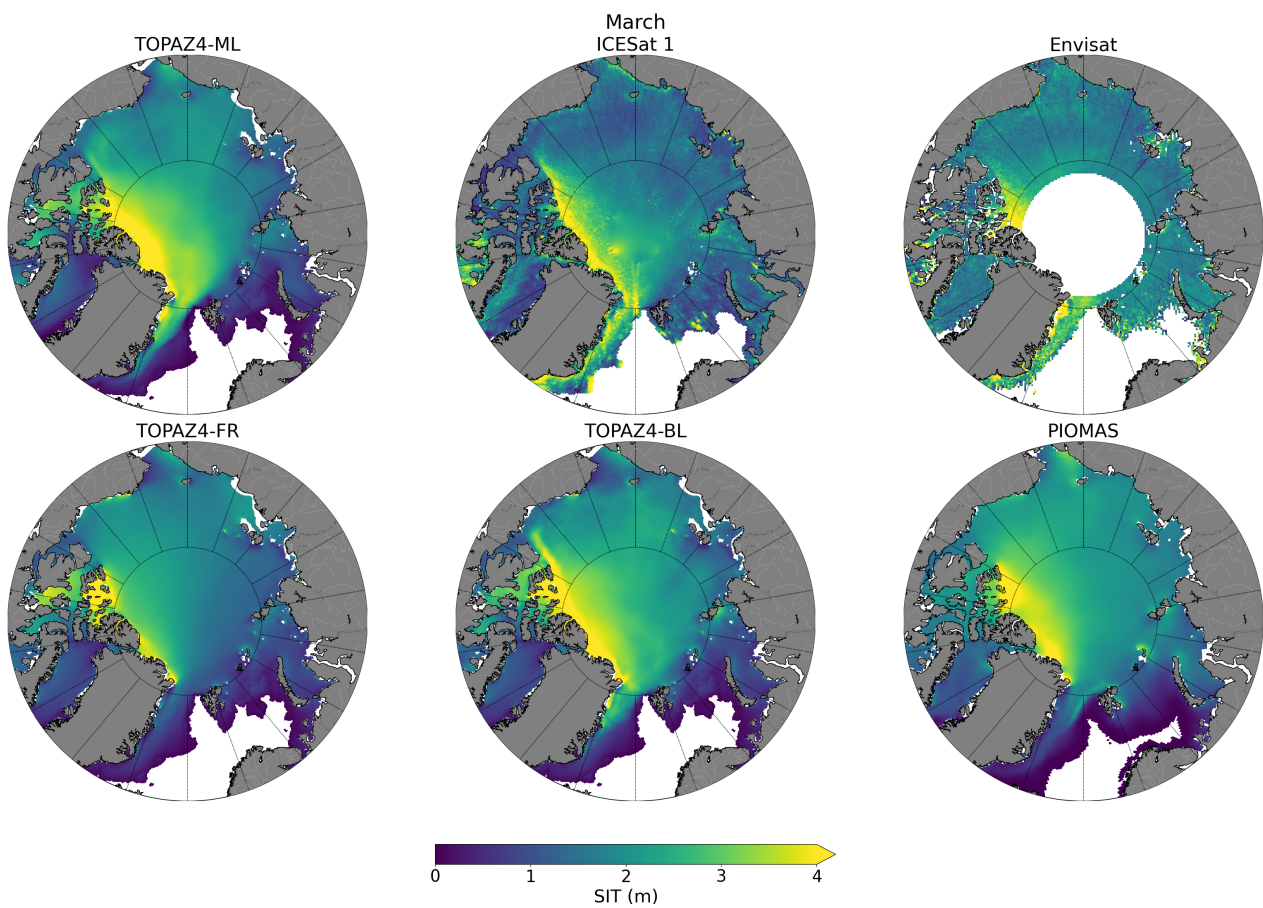 March
TOPAZ4-ML
ICESat 1
Envisat
TOPAZ4-FR
TOPAZ4-BL
PIOMAS
0 1 2 3 4
SIT (m)